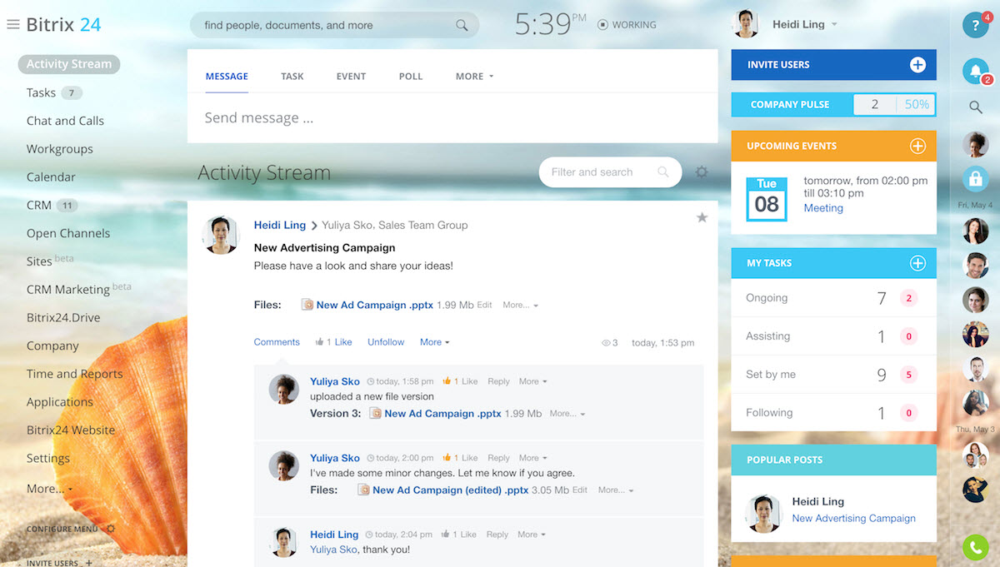 Bitrix 24
find people, documents, and more
5:39 PM
WORKING
Heidi Ling
?
4
Activity Stream
Tasks 7
Chat and Calls
Workgroups
Calendar
CRM 11
Open Channels
Sites beta
CRM Marketing beta
Bitrix24.Drive
Company
Time and Reports
Applications
Bitrix24 Website
Settings
More...
CONFIGURE MENU
INVITE USERS +
MESSAGE TASK EVENT POLL MORE
Send message ...
Activity Stream
Filter and search
Heidi Ling > Yuliya Sko, Sales Team Group
New Advertising Campaign
Please have a look and share your ideas!
Files: New Ad Campaign .pptx 1.99 Mb Edit More...
Comments 1 Like Unfollow More 3 today, 1:53 pm
Yuliya Sko today, 1:58 pm 1 Like Reply More
uploaded a new file version
Version 3: New Ad Campaign .pptx 1.99 Mb More...
Yuliya Sko today, 2:00 pm 1 Like Reply More
I've made some minor changes. Let me know if you agree.
Files: New Ad Campaign (edited) .pptx 3.05 Mb Edit More...
Heidi Ling today, 2:04 pm 1 Like Reply More
Yuliya Sko, thank you!
INVITE USERS
COMPANY PULSE 2 50%
UPCOMING EVENTS
Tue
08
tomorrow, from 02:00 pm
till 03:10 pm
Meeting
MY TASKS
Ongoing 7 2
Assisting 1 0
Set by me 9 5
Following 1 0
POPULAR POSTS
Heidi Ling
New Advertising Campaign
2
Fri, May 4
Thu, May 3